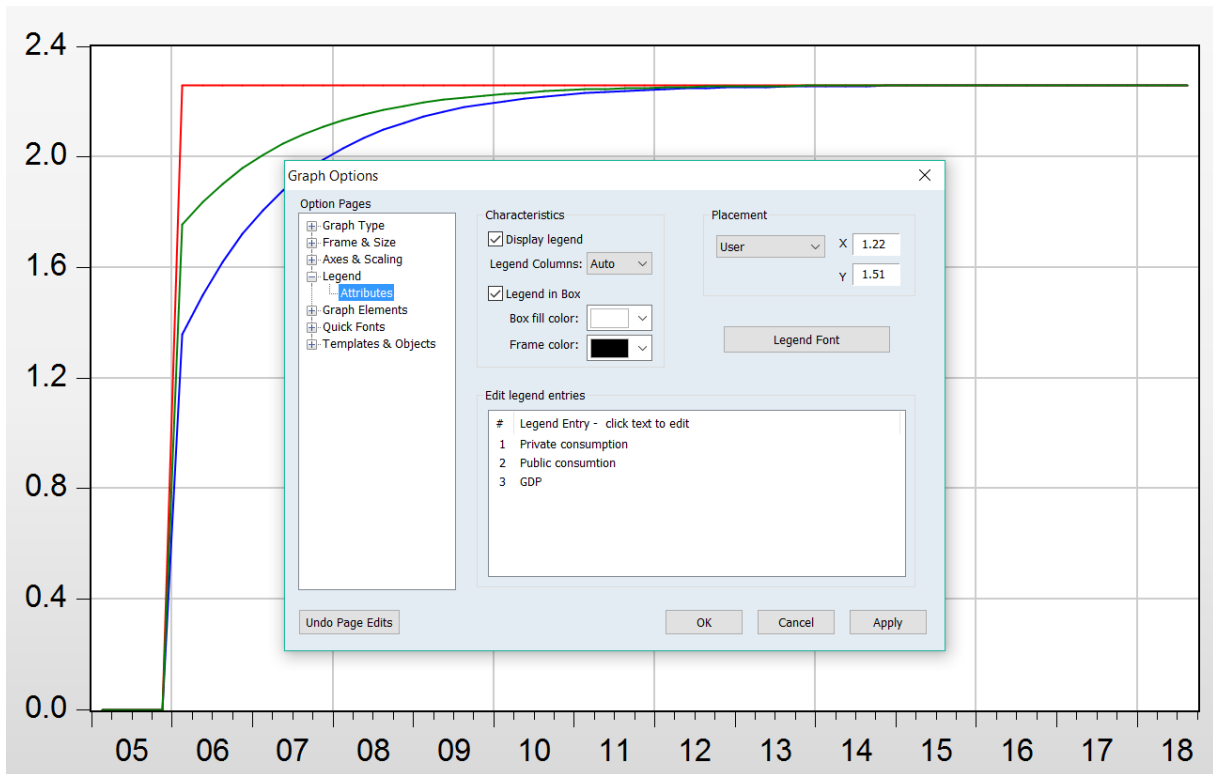 2.4
2.0
1.6
1.2
0.8
0.4
0.0
05 06 07 08 09 10 11 12 13 14 15 16 17 18
Graph Options
Option Pages
Graph Type
Frame & Size
Axes & Scaling
Legend
Attributes
Graph Elements
Quick Fonts
Templates & Objects
Characteristics
Display legend
Legend Columns: Auto
Legend in Box
Box fill color:
Frame color:
Placement
User X 1.22
Y 1.51
Legend Font
Edit legend entries
# Legend Entry - click text to edit
1 Private consumption
2 Public consumtion
3 GDP
Undo Page Edits OK Cancel Apply